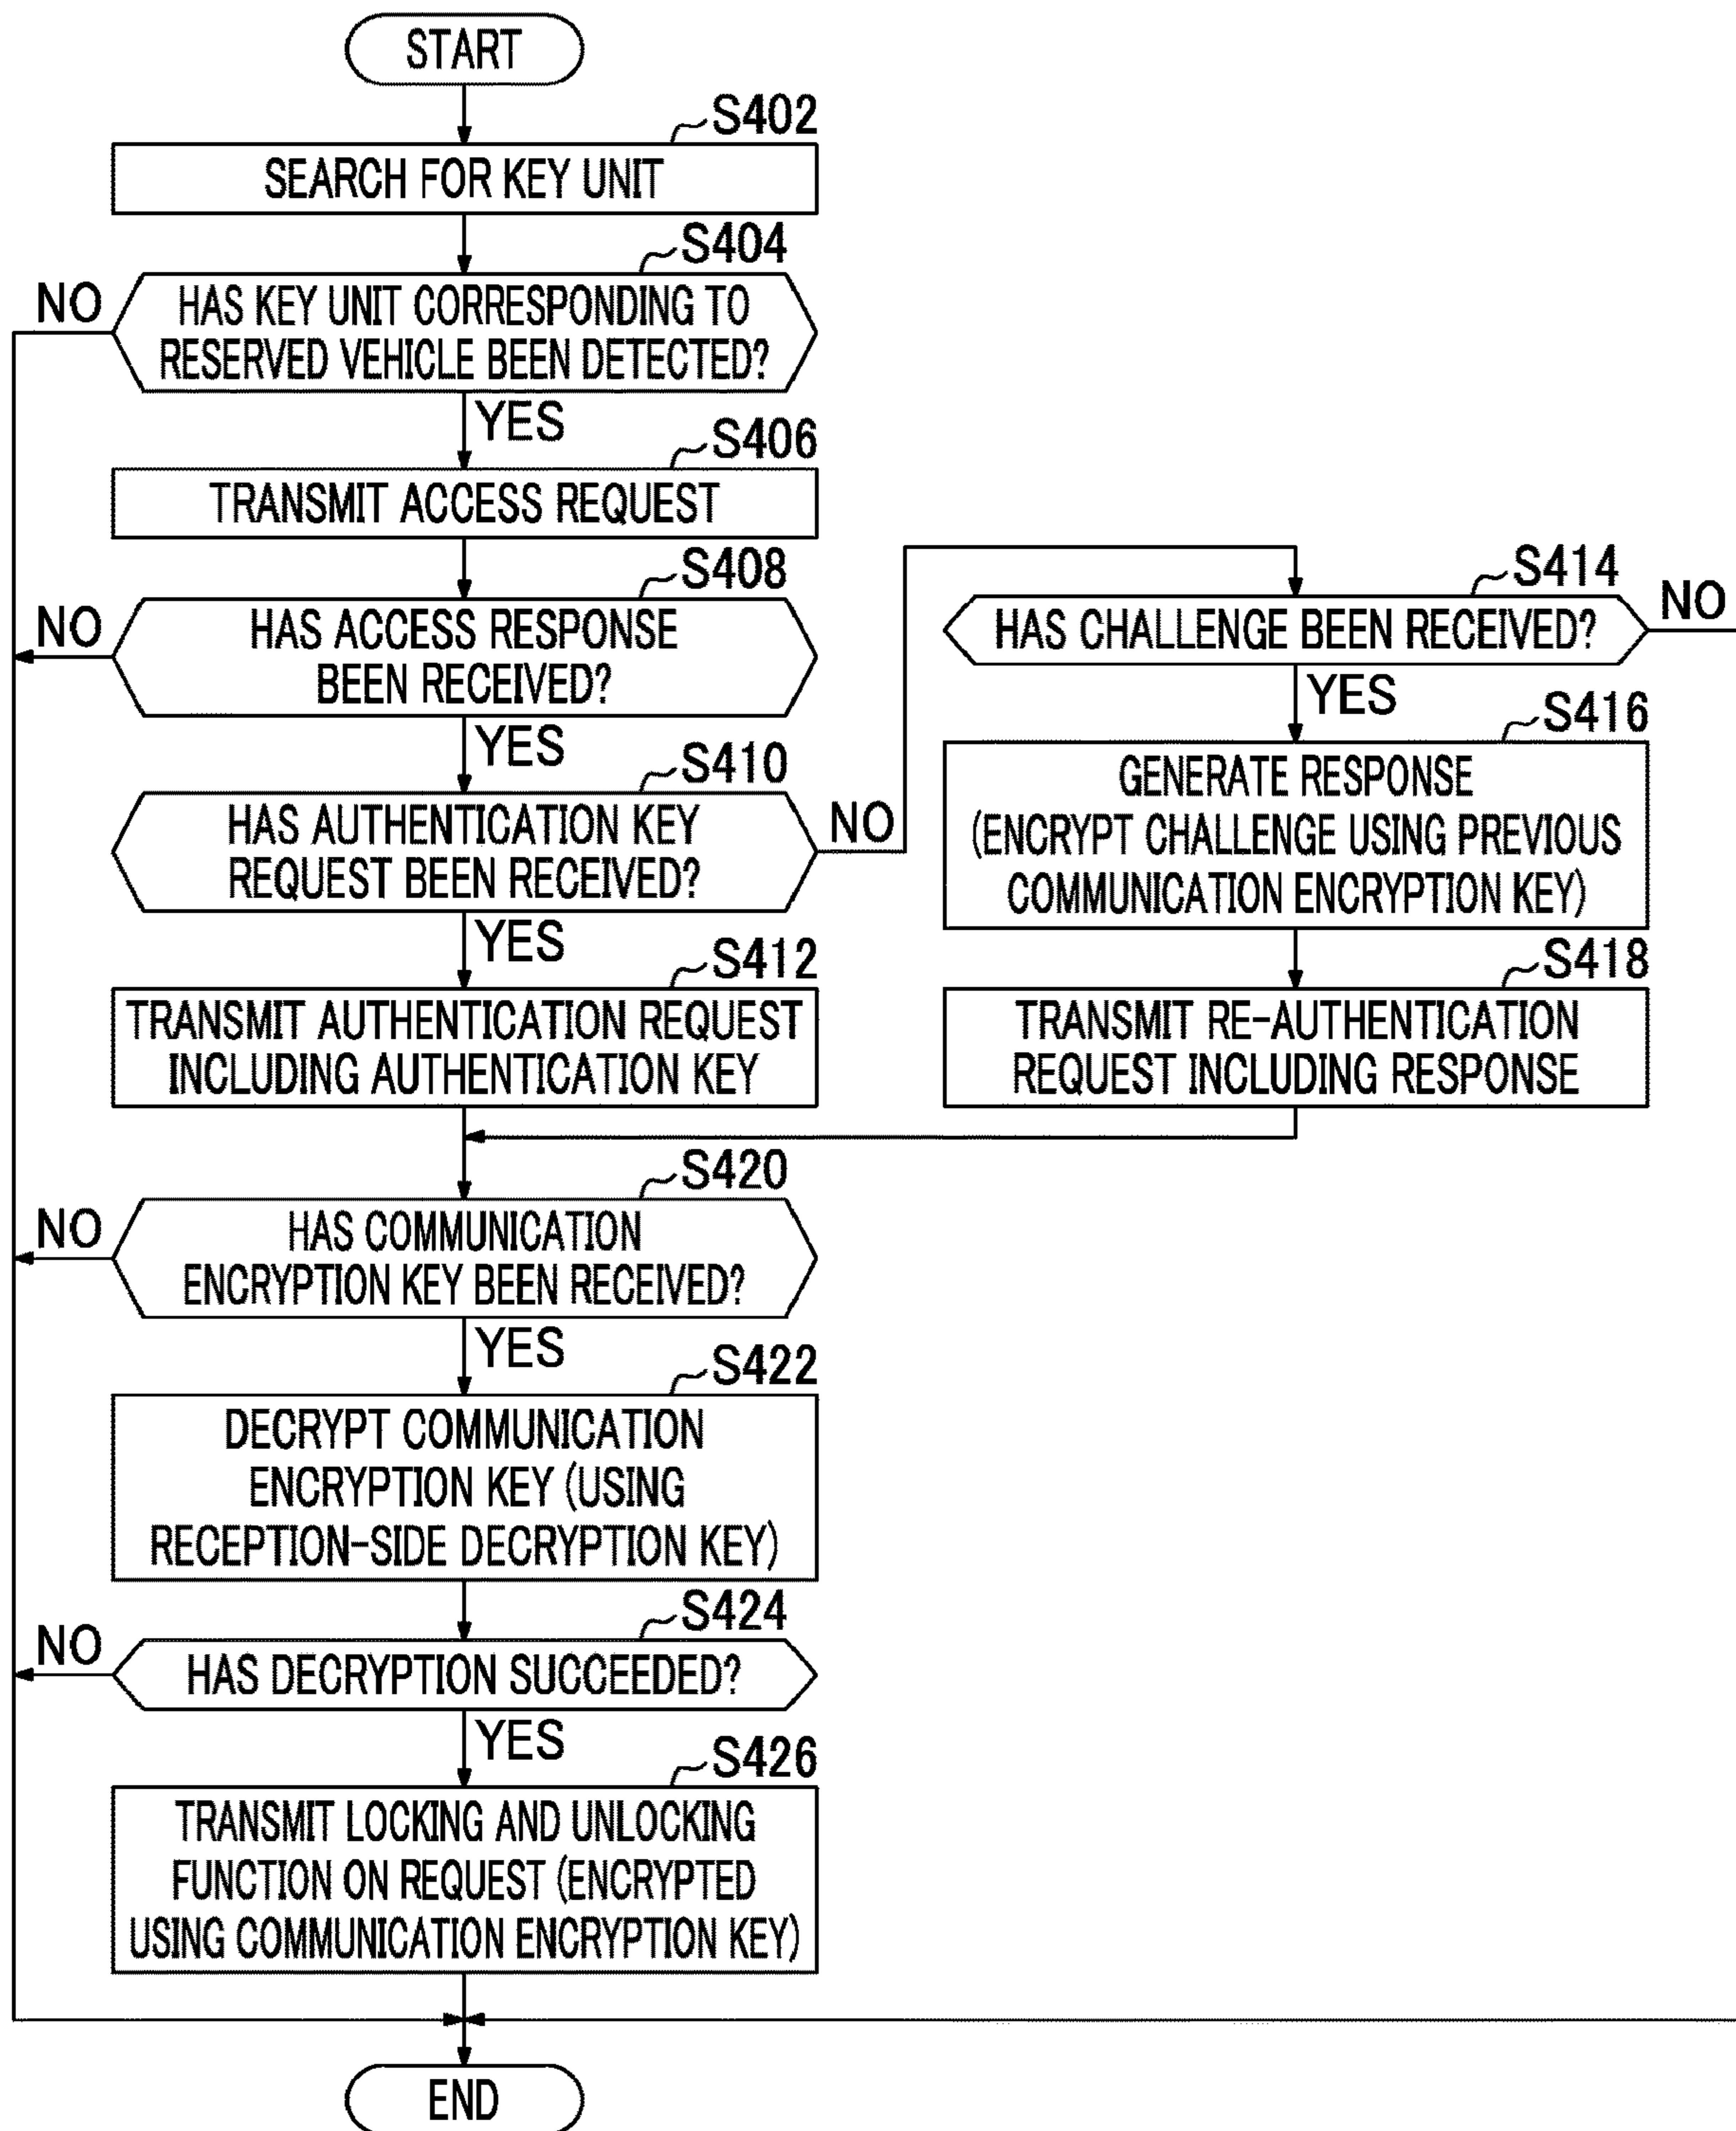 START
S402
SEARCH FOR KEY UNIT
S404
NO
HAS KEY UNIT CORRESPONDING TO
RESERVED VEHICLE BEEN DETECTED?
YES
S406
TRANSMIT ACCESS REQUEST
S408
NO
HAS ACCESS RESPONSE
BEEN RECEIVED?
YES
S410
HAS AUTHENTICATION KEY
REQUEST BEEN RECEIVED?
NO
YES
S412
TRANSMIT AUTHENTICATION REQUEST
INCLUDING AUTHENTICATION KEY
S414
HAS CHALLENGE BEEN RECEIVED?
NO
YES
S416
GENERATE RESPONSE
(ENCRYPT CHALLENGE USING PREVIOUS
COMMUNICATION ENCRYPTION KEY)
S418
TRANSMIT RE-AUTHENTICATION
REQUEST INCLUDING RESPONSE
S420
NO
HAS COMMUNICATION
ENCRYPTION KEY BEEN RECEIVED?
YES
S422
DECRYPT COMMUNICATION
ENCRYPTION KEY (USING
RECEPTION-SIDE DECRYPTION KEY)
S424
NO
HAS DECRYPTION SUCCEEDED?
YES
S426
TRANSMIT LOCKING AND UNLOCKING
FUNCTION ON REQUEST (ENCRYPTED
USING COMMUNICATION ENCRYPTION KEY)
END